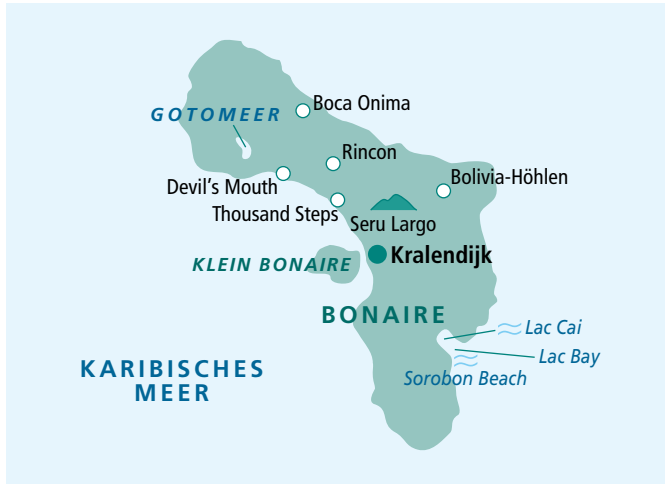 Boca Onima
GOTOMEER
Rincon
Bolivia-Höhlen
Devil's Mouth
Thousand Steps
Seru Largo
Kralendijk
KLEIN BONAIRE
BONAIRE
Lac Cai
Lac Bay
KARIBISCHES
MEER
Sorobon Beach